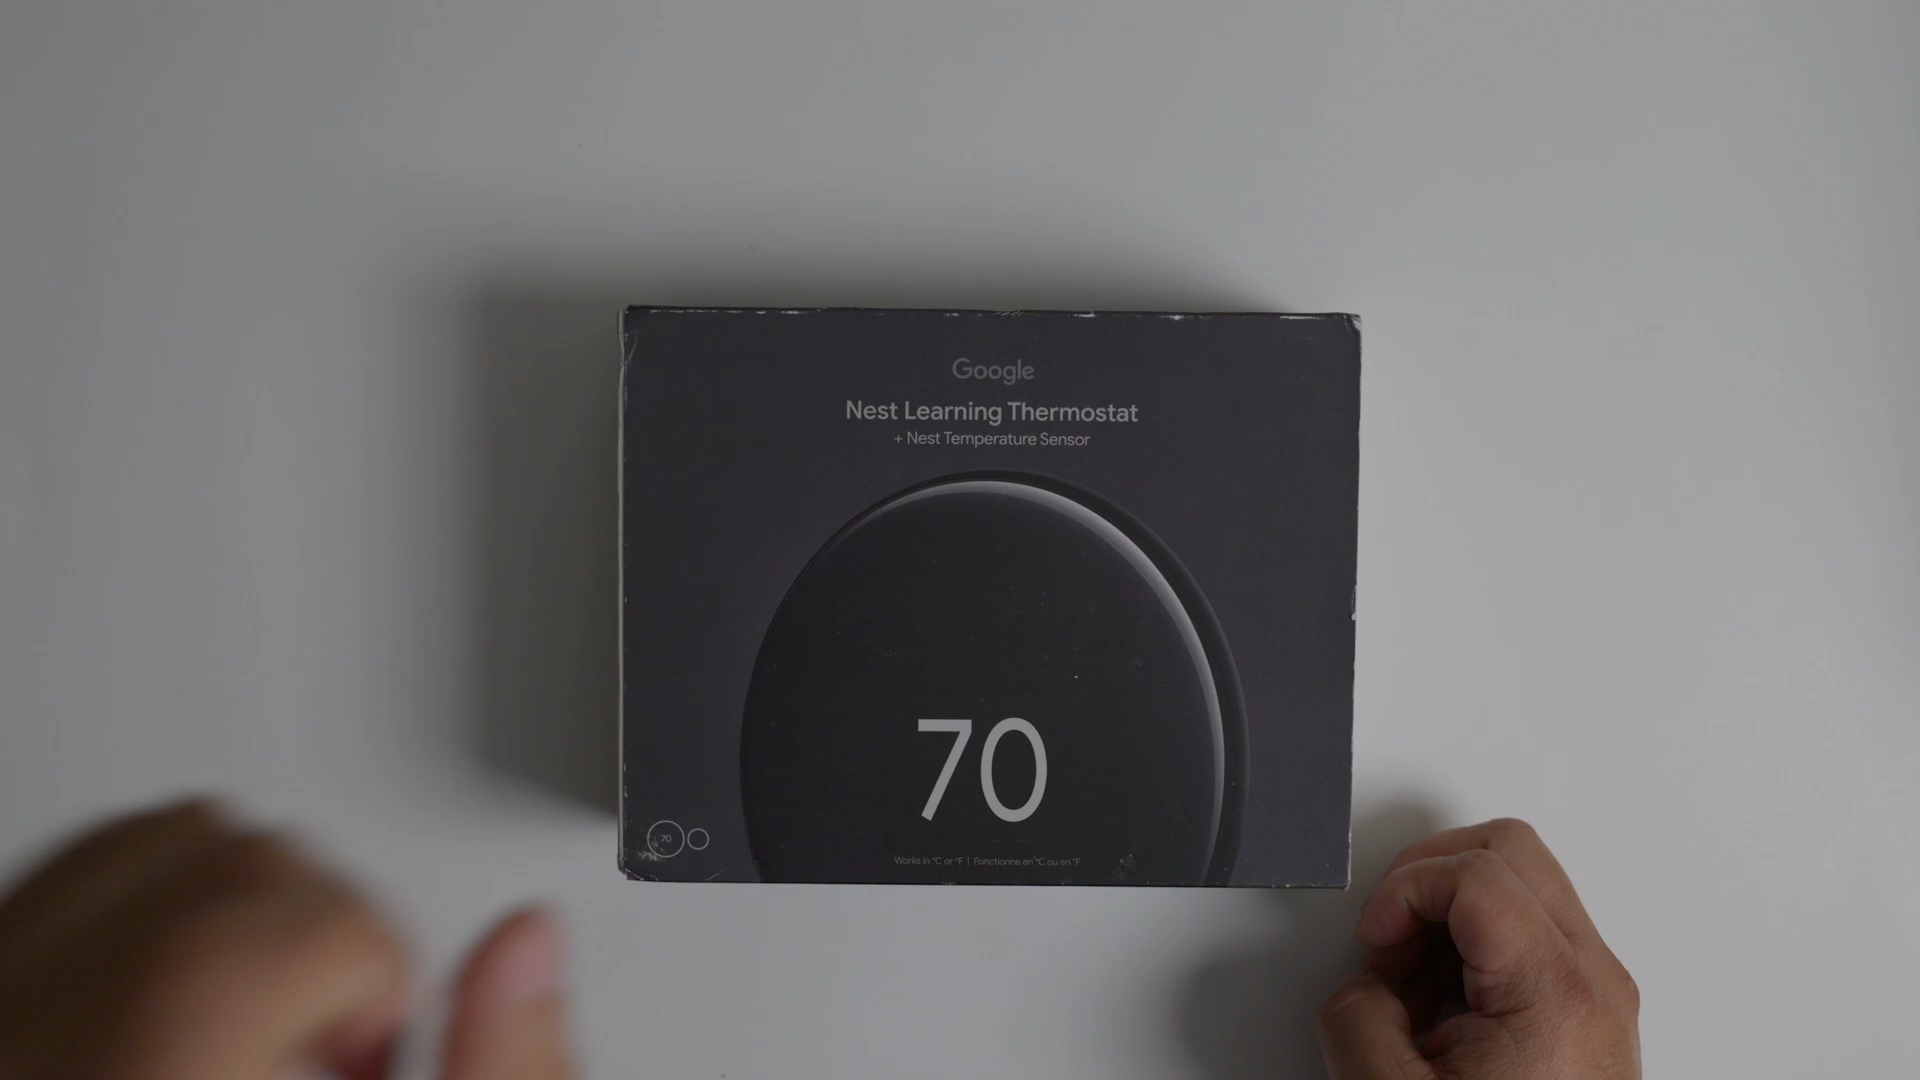 Google
Nest Learning Thermostat
+ Nest Temperature Sensor
70
70
Works in °C or °F | Fonctionne en °C ou en °F